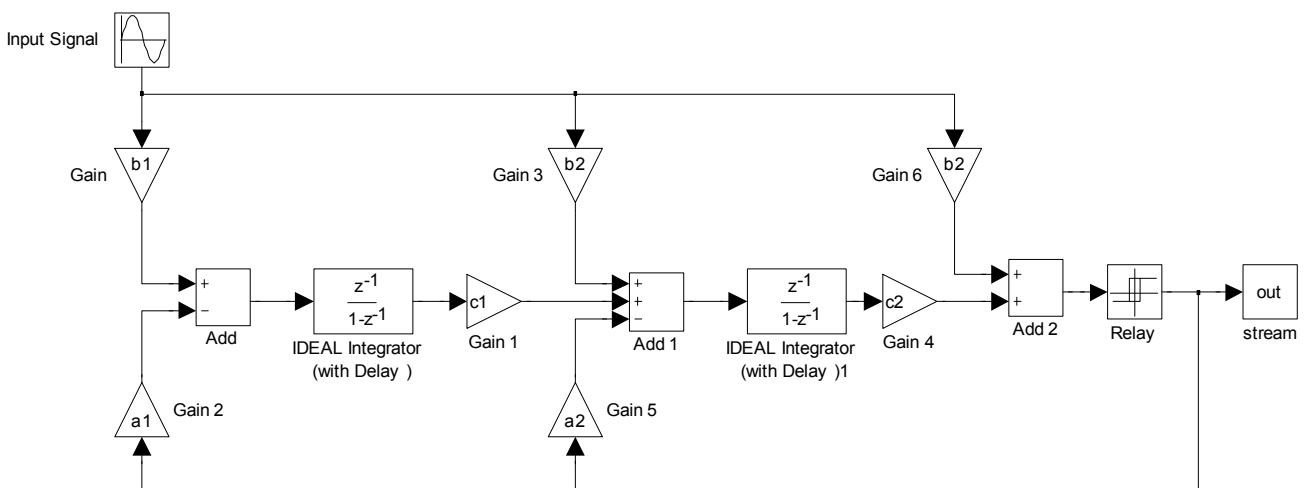 Input Signal
b1
Gain
b2
Gain 3
b2
Gain 6
+
−
Add
z-1
1-z-1
IDEAL Integrator
(with Delay )
c1
Gain 1
+
+
−
Add 1
z-1
1-z-1
IDEAL Integrator
(with Delay )1
c2
Gain 4
+
+
Add 2
Relay
out
stream
a1
Gain 2
a2
Gain 5